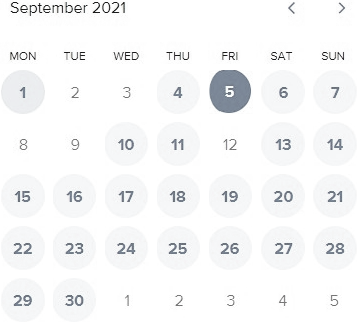 September 2021
MON TUE WED THU FRI SAT SUN
1 2 3 4 5 6 7
8 9 10 11 12 13 14
15 16 17 18 19 20 21
22 23 24 25 26 27 28
29 30 1 2 3 4 5